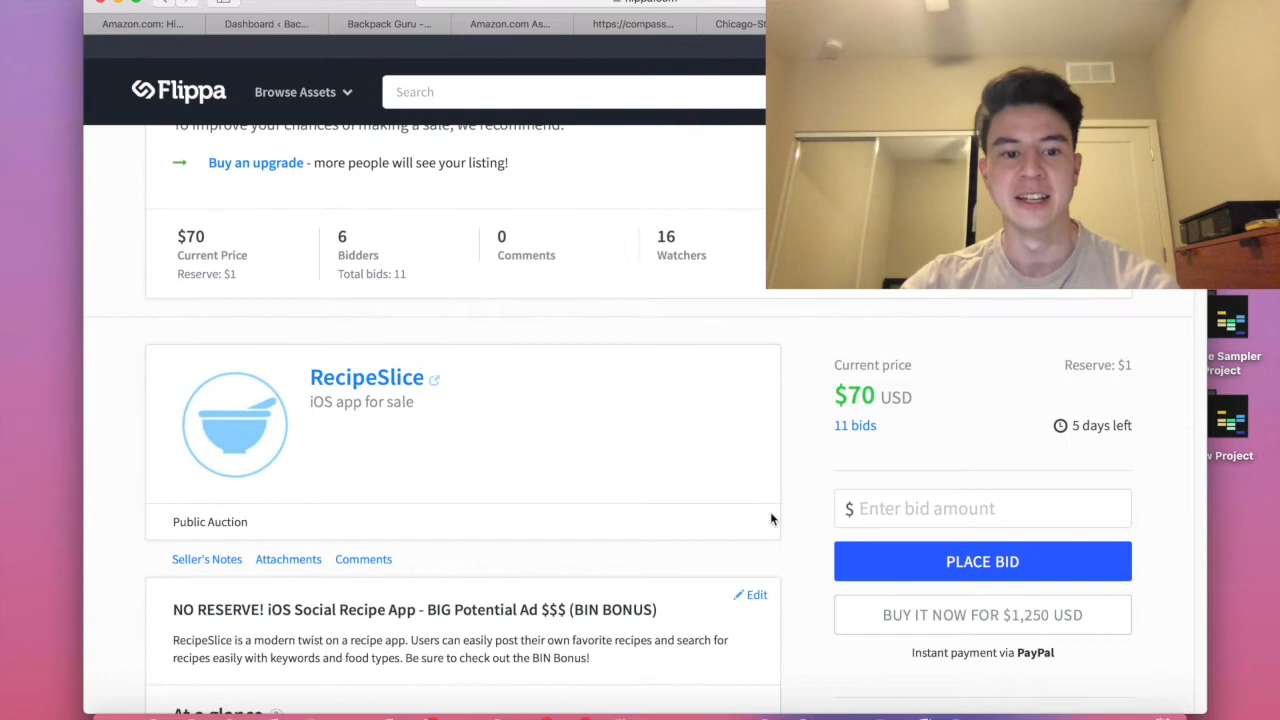 Amazon.com: Hi...
Dashboard ‹ Bac...
Backpack Guru -...
Amazon.com As...
https://compass...
Chicago-St
Flippa
Browse Assets
Search
Buy an upgrade - more people will see your listing!
$70
Current Price
Reserve: $1
6
Bidders
Total bids: 11
0
Comments
16
Watchers
RecipeSlice
iOS app for sale
Public Auction
Seller's Notes
Attachments
Comments
Edit
NO RESERVE! iOS Social Recipe App - BIG Potential Ad $$$ (BIN BONUS)
RecipeSlice is a modern twist on a recipe app. Users can easily post their own favorite recipes and search for
recipes easily with keywords and food types. Be sure to check out the BIN Bonus!
Current price
Reserve: $1
$70 USD
11 bids
5 days left
$ Enter bid amount
PLACE BID
BUY IT NOW FOR $1,250 USD
Instant payment via PayPal
e Sampler
Project
w Project